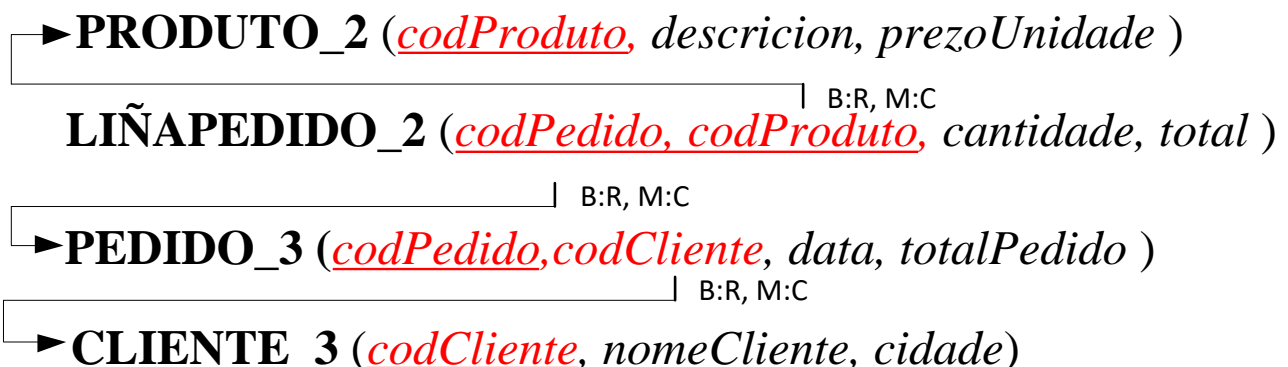 PRODUTO_2 (codProduto, descricion, prezoUnidade )
B:R, M:C
LIÑAPEDIDO_2 (codPedido, codProduto, cantidade, total )
B:R, M:C
PEDIDO_3 (codPedido,codCliente, data, totalPedido )
B:R, M:C
CLIENTE_3 (codCliente, nomeCliente, cidade)